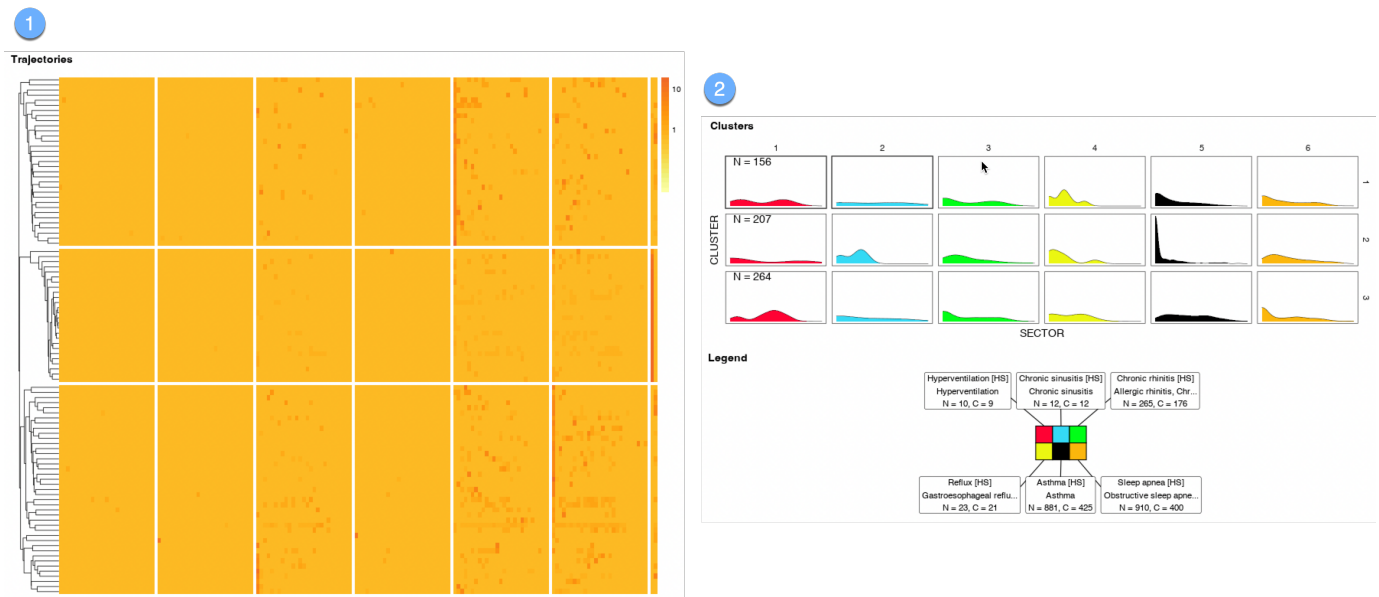 1
Trajectories
10
1
2
Clusters
1 2 3 4 5 6
N = 156
1
N = 207
2
N = 264
3
CLUSTER
SECTOR
Legend
Hyperventilation [HS]
Hyperventilation
N = 10, C = 9
Chronic sinusitis [HS]
Chronic sinusitis
N = 12, C = 12
Chronic rhinitis [HS]
Allergic rhinitis, Chr...
N = 265, C = 176
Reflux [HS]
Gastroesophageal reflu...
N = 23, C = 21
Asthma [HS]
Asthma
N = 881, C = 425
Sleep apnea [HS]
Obstructive sleep apne...
N = 910, C = 400